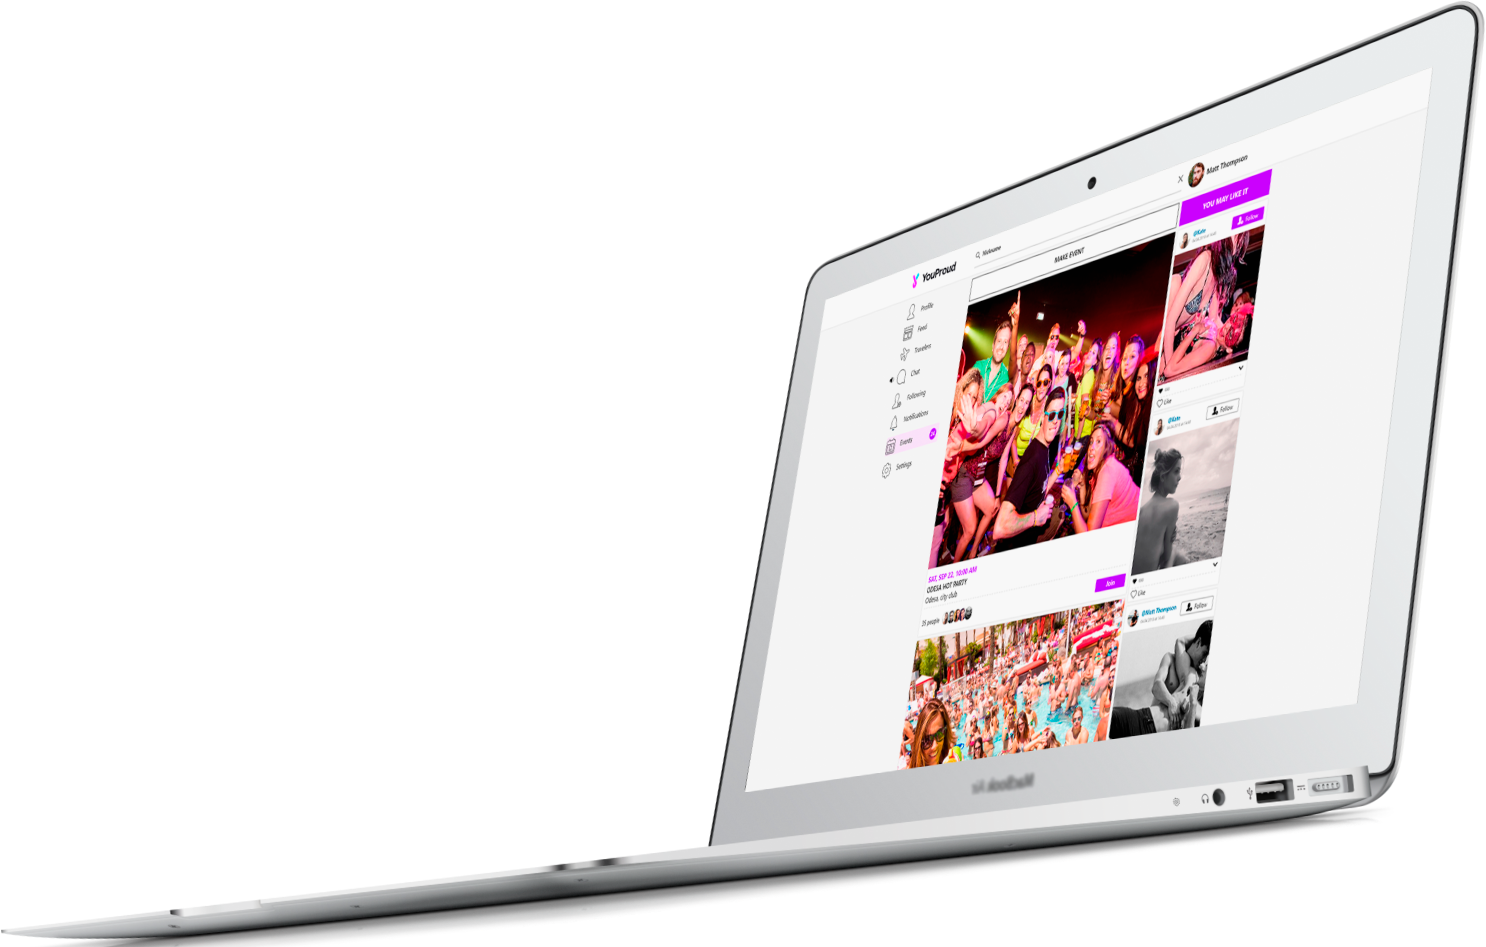 Matt Thompson
YOU MAY LIKE IT
Nickname
YouProud
MAKE EVENT
@Kate
Follow
Profile
Feed
Travelers
Chat
Following
Notifications
Events
Settings
Like
@Kate
Follow
SAT, SEP 22, 10:00 AM
ODESA HOT PARTY
Odesa, city club
Join
25 people
Like
@Matt Thompson
Follow
MacBook Air